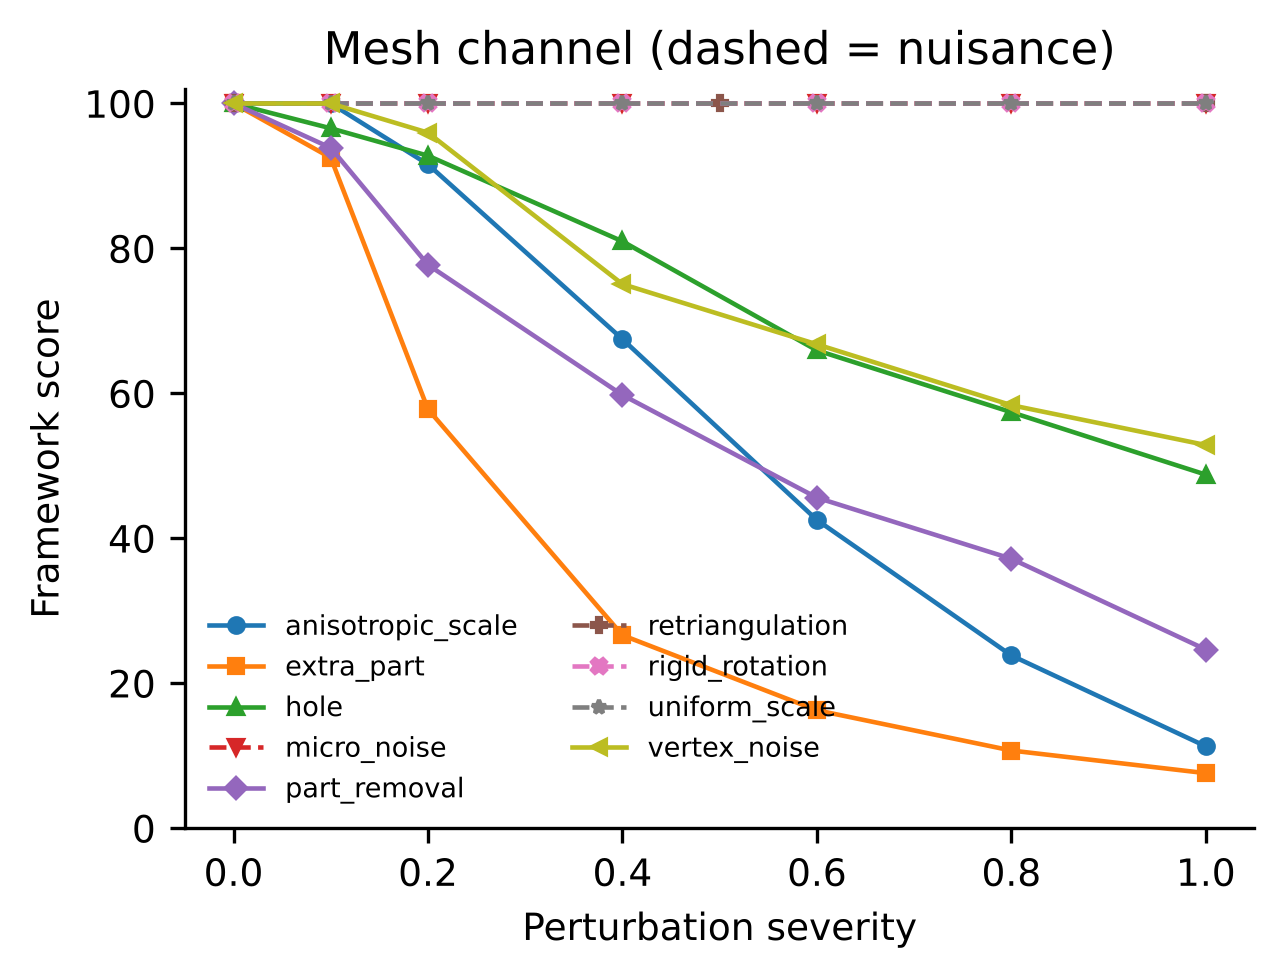 Mesh channel (dashed = nuisance)
100
80
60
40
20
0
Framework score
anisotropic_scale
extra_part
hole
micro_noise
part_removal
retriangulation
rigid_rotation
uniform_scale
vertex_noise
0.0 0.2 0.4 0.6 0.8 1.0
Perturbation severity